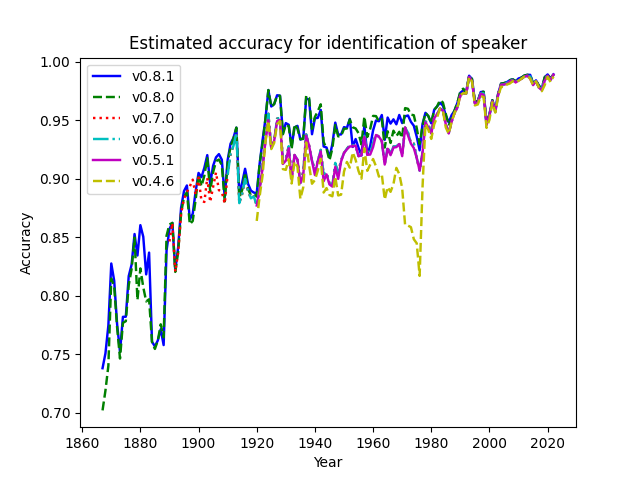 Estimated accuracy for identification of speaker
1.00
0.95
0.90
0.85
0.80
0.75
0.70
Accuracy
v0.8.1
v0.8.0
v0.7.0
v0.6.0
v0.5.1
v0.4.6
1860 1880 1900 1920 1940 1960 1980 2000 2020
Year